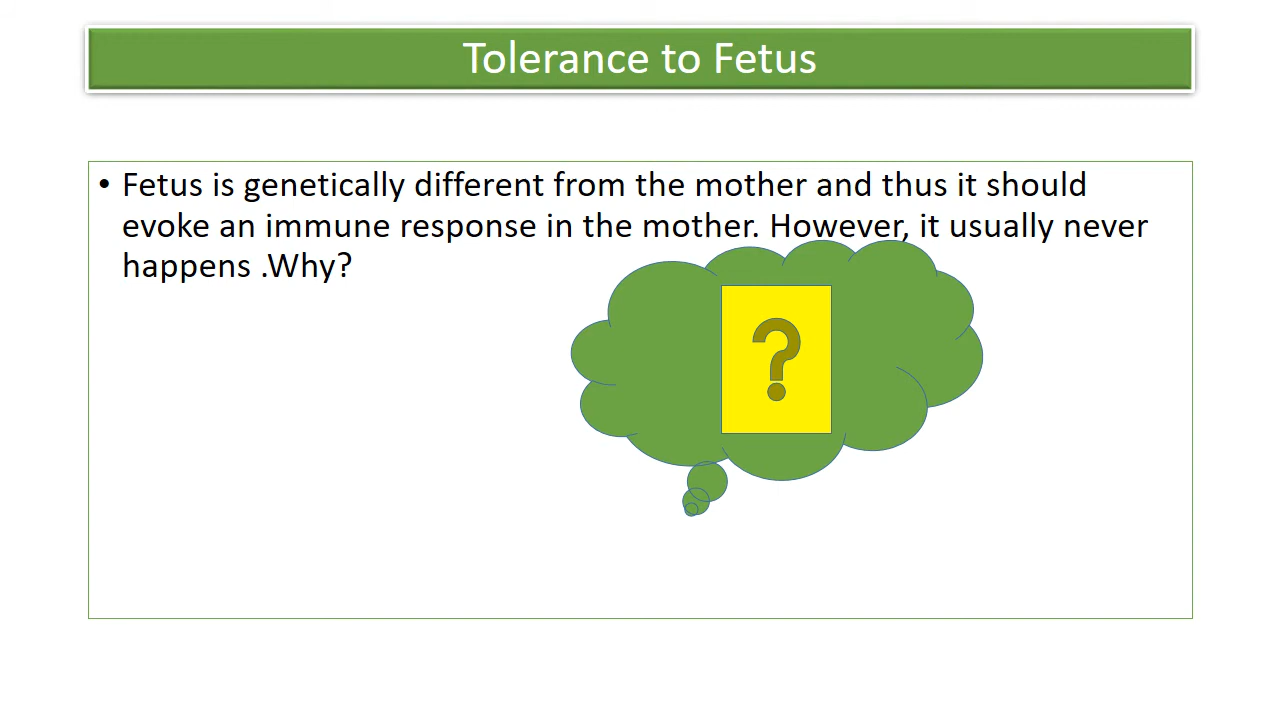 Tolerance to Fetus
• Fetus is genetically different from the mother and thus it should
evoke an immune response in the mother. However, it usually never
happens .Why?
?